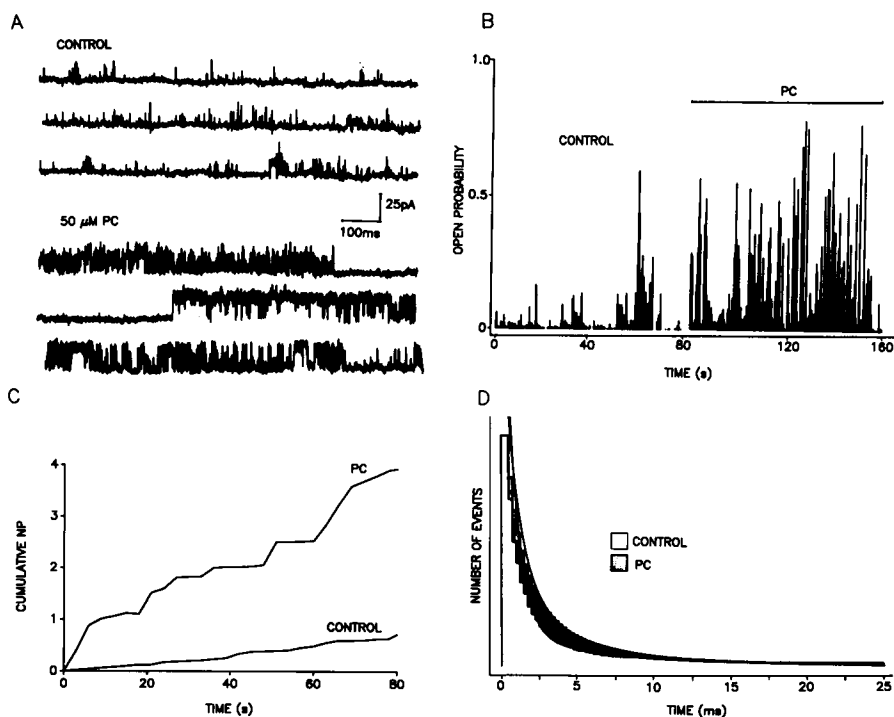 A
CONTROL
25pA
100ms
50 μM PC
B
1.0
0.5
0
OPEN PROBABILITY
CONTROL
PC
0 40 80 120 160
TIME (s)
C
4
3
2
1
0
CUMULATIVE NP
PC
CONTROL
0 20 40 60 80
TIME (s)
D
NUMBER OF EVENTS
CONTROL
PC
0 5 10 15 20 25
TIME (ms)